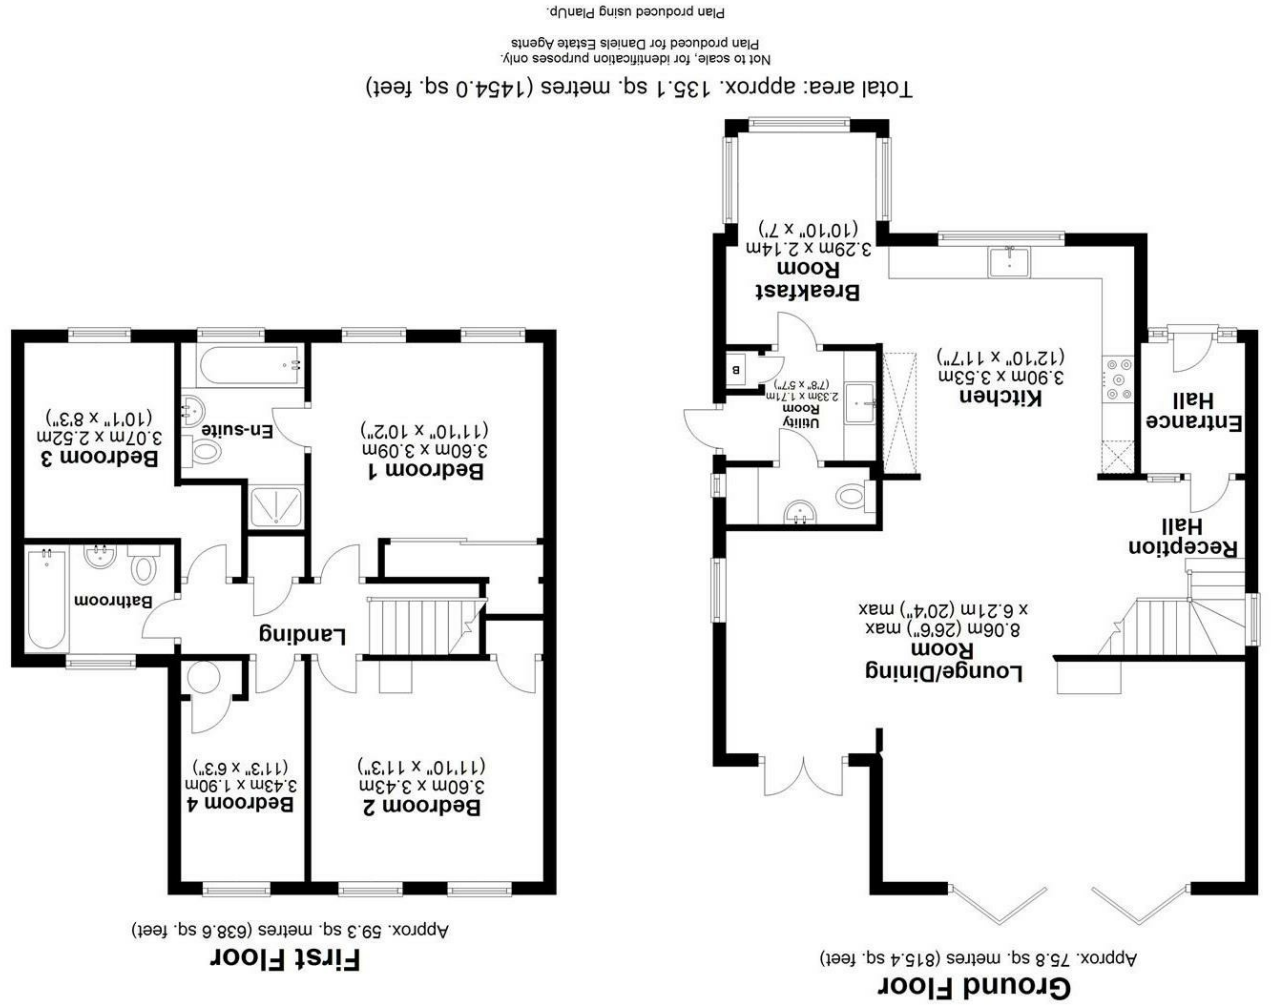 Ground Floor
Approx. 75.8 sq. metres (815.4 sq. feet)
Lounge/Dining
Room
8.06m (26'6") max
x 6.21m (20'4") max
Reception
Hall
Entrance
Hall
Kitchen
3.90m x 3.53m
(12'10" x 11'7")
Utility
Room
2.33m x 1.71m
(7'8" x 5'7")
B
Breakfast
Room
3.29m x 2.14m
(10'10" x 7')
First Floor
Approx. 59.3 sq. metres (638.6 sq. feet)
Bedroom 2
3.60m x 3.43m
(11'10" x 11'3")
Bedroom 4
3.43m x 1.90m
(11'3" x 6'3")
Landing
Bathroom
Bedroom 1
3.60m x 3.09m
(11'10" x 10'2")
En-suite
Bedroom 3
3.07m x 2.52m
(10'1" x 8'3")
Total area: approx. 135.1 sq. metres (1454.0 sq. feet)
Not to scale, for identification purposes only.
Plan produced for Daniels Estate Agents
Plan produced using PlanUp.